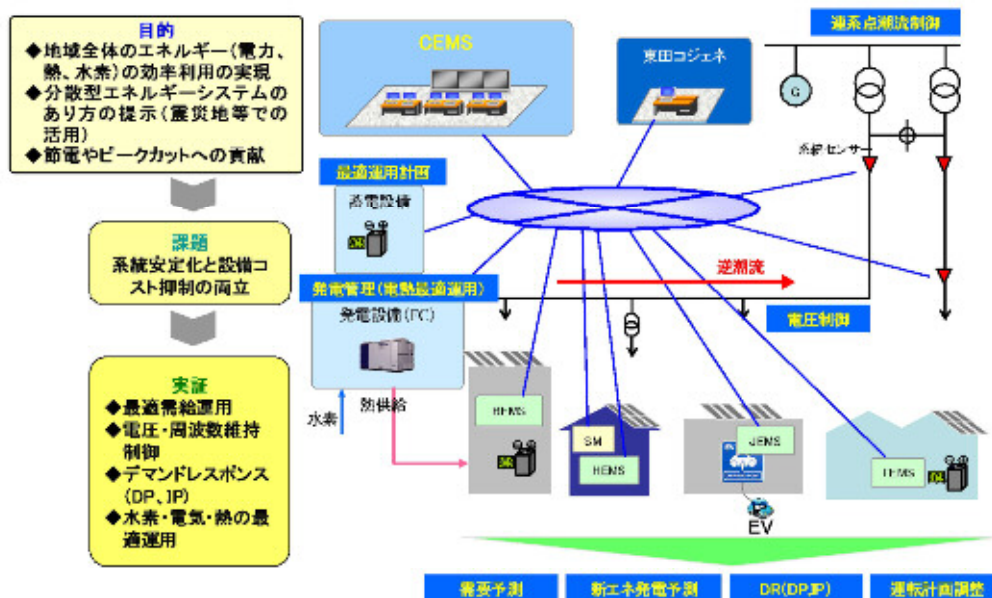 目的
◆地域全体のエネルギー(電力、
熱、水素)の効率利用の実現
◆分散型エネルギーシステムの
あり方の提示(震災地等での
活用)
◆節電やピークカットへの貢献
課題
系統安定化と設備コ
スト抑制の両立
実証
◆最適需給運用
◆電圧・周波数維持
制御
◆デマンドレスポンス
(DP、IP)
◆水素・電気・熱の最
適運用
CEMS
東田コジェネ
連系点潮流制御
G
系統センサ
最適運用計画
蓄電設備
発電管理(電熱最適運用)
発電設備(FC)
水素
熱供給
逆潮流
電圧制御
BEMS
SM
HEMS
EV
需要予測
新エネ発電予測
DR(DP,IP)
運転計画調整